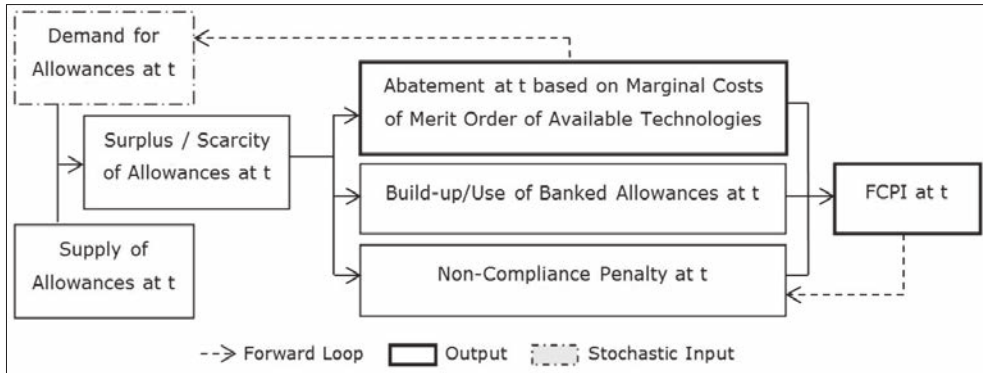 Demand for
Allowances at t
Surplus / Scarcity
of Allowances at t
Supply of
Allowances at t
Abatement at t based on Marginal Costs
of Merit Order of Available Technologies
Build-up/Use of Banked Allowances at t
Non-Compliance Penalty at t
FCPI at t
Forward Loop
Output
Stochastic Input